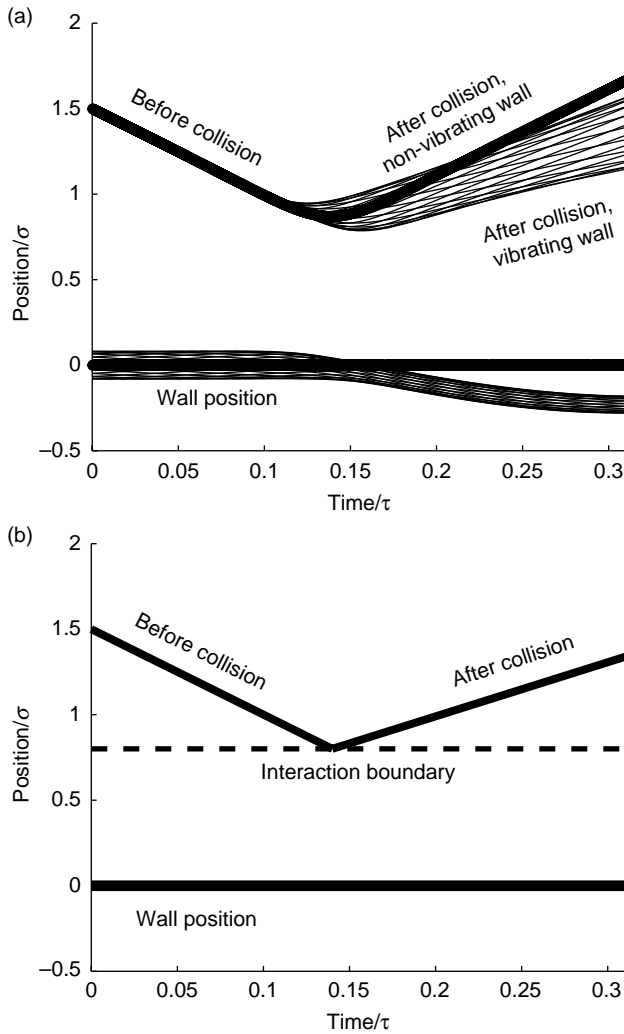 (a)
2
1.5
1
0.5
0
–0.5
Position/σ
Before collision
After collision,
non-vibrating wall
After collision,
vibrating wall
Wall position
0
0.05
0.1
0.15
0.2
0.25
0.3
Time/τ
(b)
2
1.5
1
0.5
0
–0.5
Position/σ
Before collision
After collision
Interaction boundary
Wall position
0
0.05
0.1
0.15
0.2
0.25
0.3
Time/τ